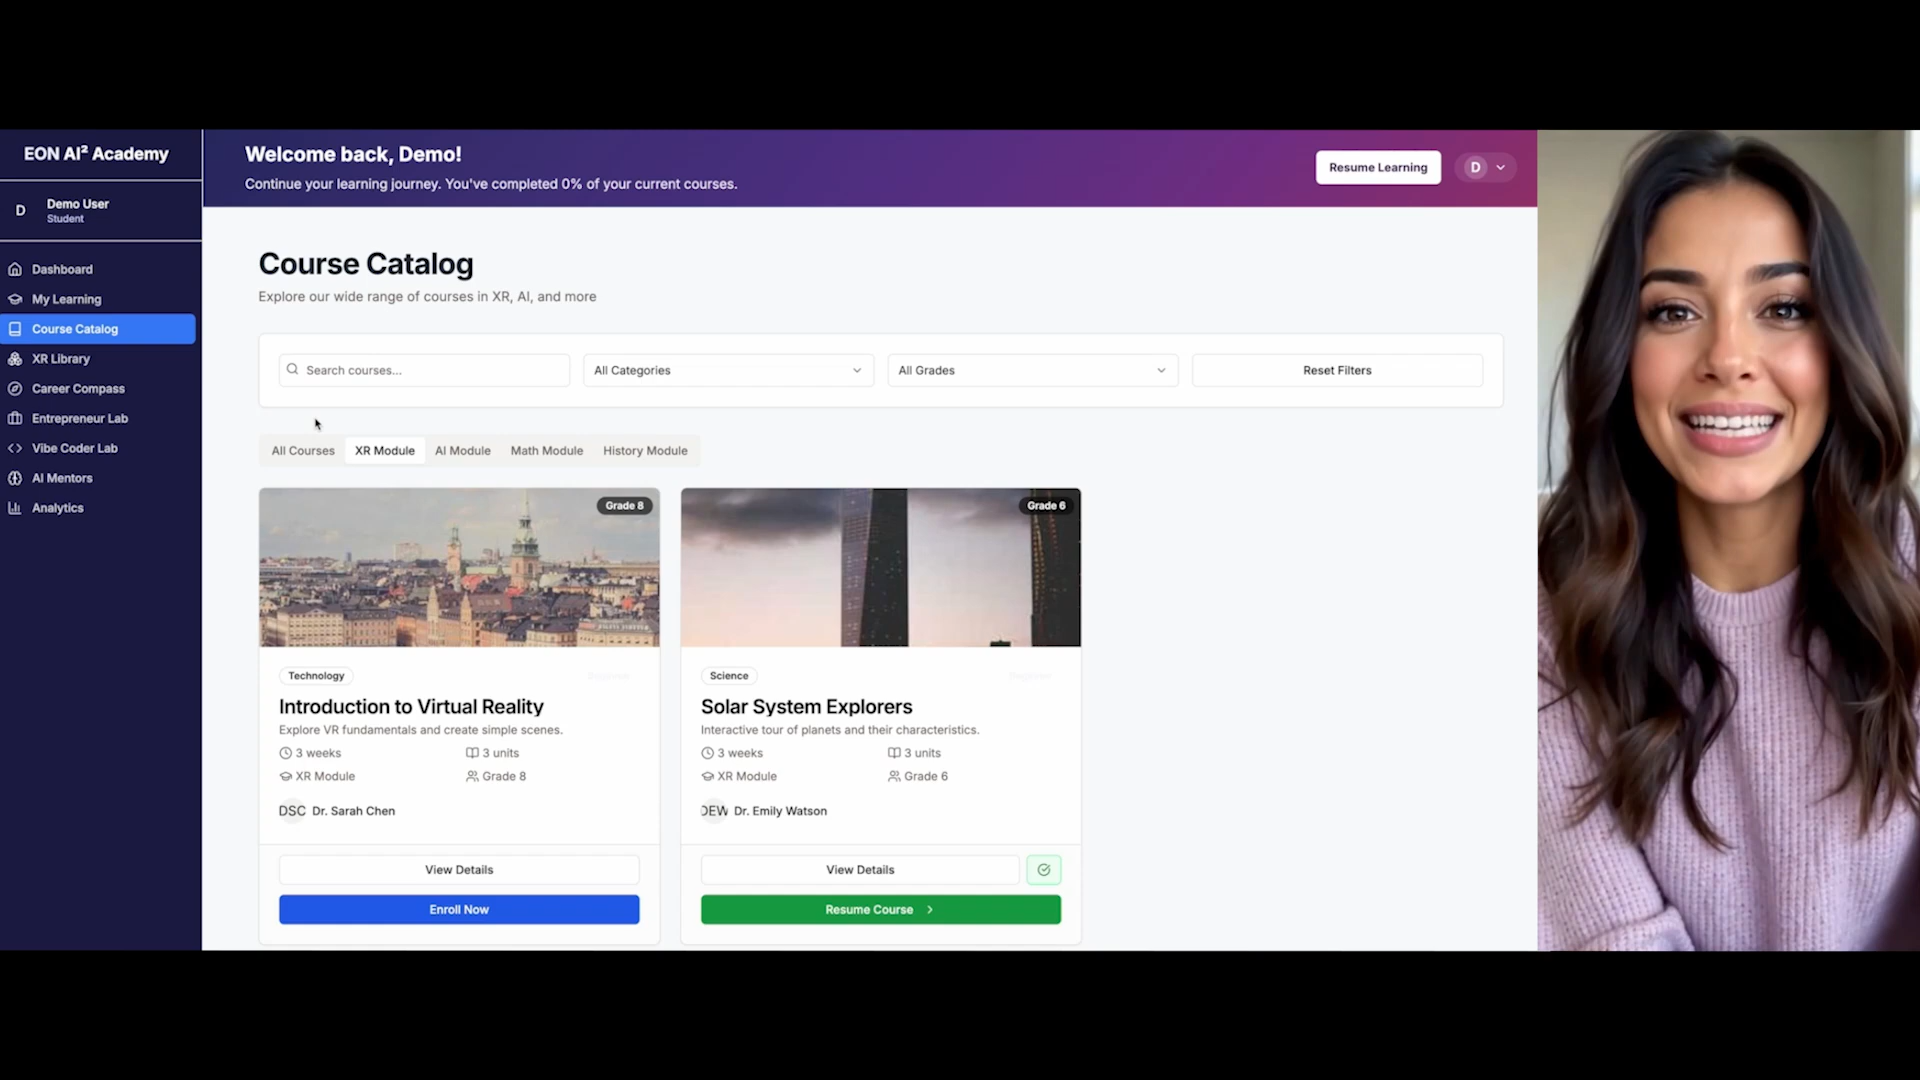 EON AI² Academy
D
Demo User
Student
Dashboard
My Learning
Course Catalog
XR Library
Career Compass
Entrepreneur Lab
Vibe Coder Lab
AI Mentors
Analytics
Welcome back, Demo!
Continue your learning journey. You've completed 0% of your current courses.
Resume Learning
D
Course Catalog
Explore our wide range of courses in XR, AI, and more
Search courses...
All Categories
All Grades
Reset Filters
All Courses
XR Module
AI Module
Math Module
History Module
Grade 8
Technology
Introduction to Virtual Reality
Explore VR fundamentals and create simple scenes.
3 weeks
3 units
XR Module
Grade 8
DSC
Dr. Sarah Chen
View Details
Enroll Now
Grade 6
Science
Solar System Explorers
Interactive tour of planets and their characteristics.
3 weeks
3 units
XR Module
Grade 6
DEW
Dr. Emily Watson
View Details
Resume Course